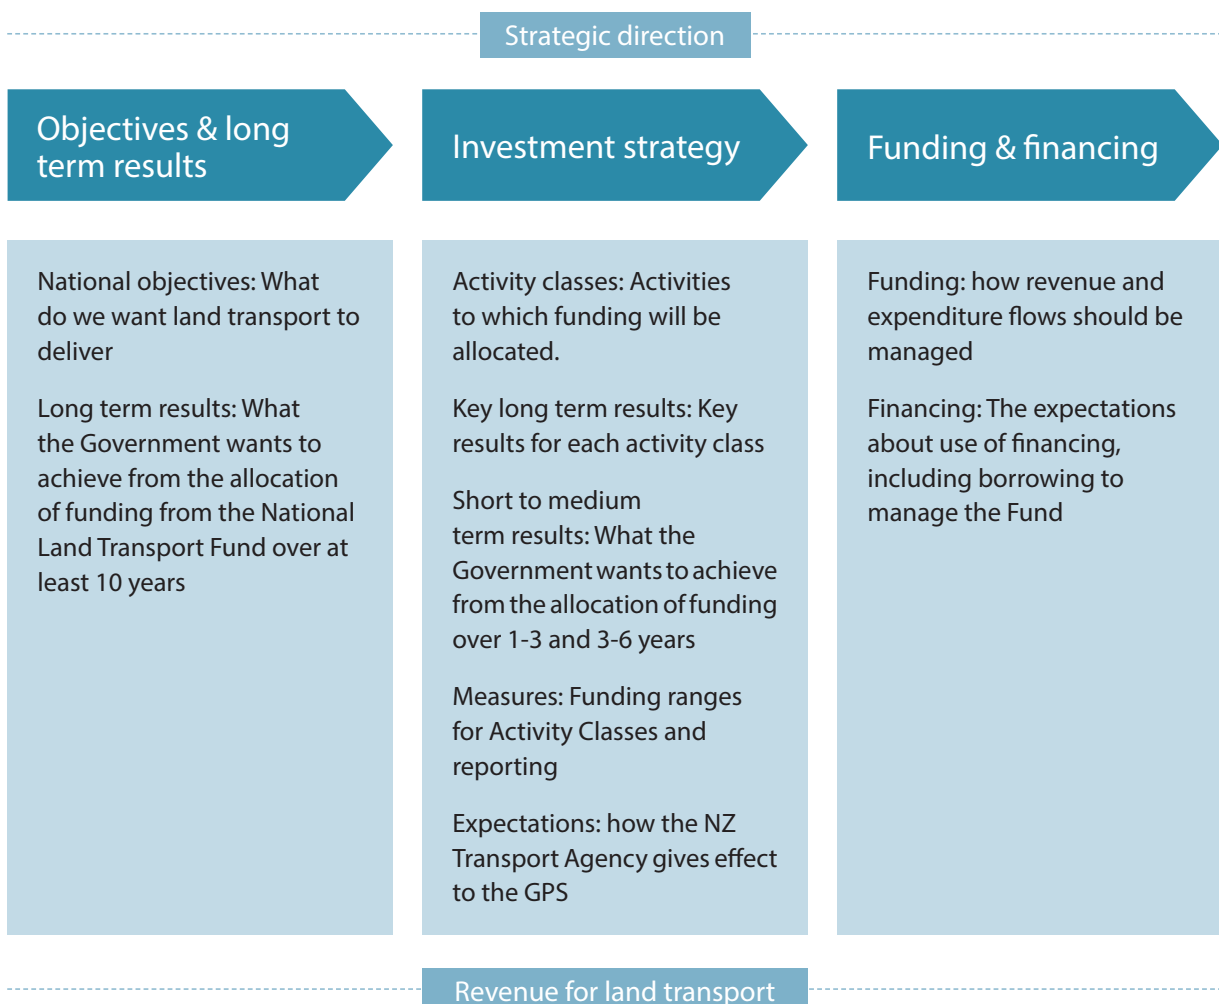 Strategic direction
Objectives & long
term results
Investment strategy
Funding & financing
National objectives: What
do we want land transport to
deliver
Long term results: What
the Government wants to
achieve from the allocation
of funding from the National
Land Transport Fund over at
least 10 years
Activity classes: Activities
to which funding will be
allocated.
Key long term results: Key
results for each activity class
Short to medium
term results: What the
Government wants to achieve
from the allocation of funding
over 1-3 and 3-6 years
Measures: Funding ranges
for Activity Classes and
reporting
Expectations: how the NZ
Transport Agency gives effect
to the GPS
Funding: how revenue and
expenditure flows should be
managed
Financing: The expectations
about use of financing,
including borrowing to
manage the Fund
Revenue for land transport